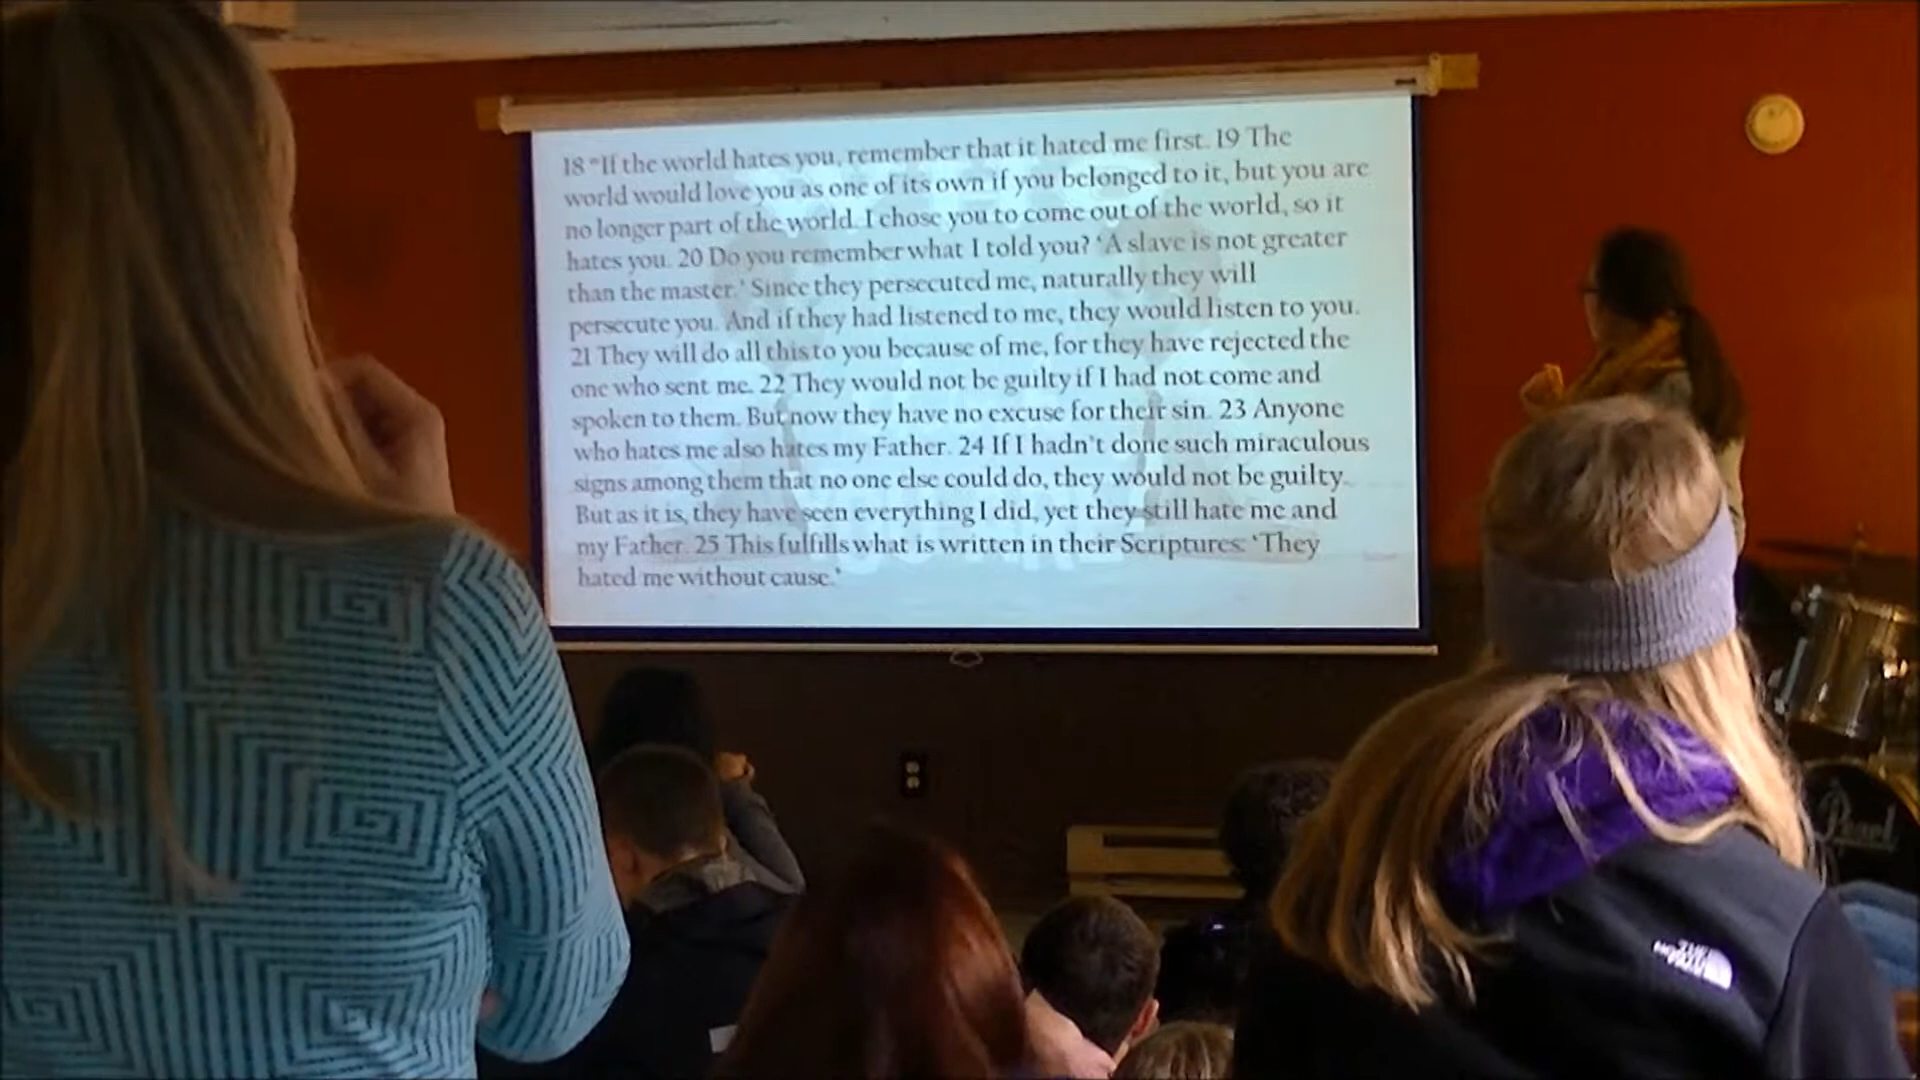 18 "If the world hates you, remember that it hated me first. 19 The
world would love you as one of its own if you belonged to it, but you are
no longer part of the world. I chose you to come out of the world, so it
hates you. 20 Do you remember what I told you? 'A slave is not greater
than the master.' Since they persecuted me, naturally they will
persecute you. And if they had listened to me, they would listen to you.
21 They will do all this to you because of me, for they have rejected the
one who sent me. 22 They would not be guilty if I had not come and
spoken to them. But now they have no excuse for their sin. 23 Anyone
who hates me also hates my Father. 24 If I hadn't done such miraculous
signs among them that no one else could do, they would not be guilty.
But as it is, they have seen everything I did, yet they still hate me and
my Father. 25 This fulfills what is written in their Scriptures: 'They
hated me without cause.'
Pearl
THE
NORTH
FACE